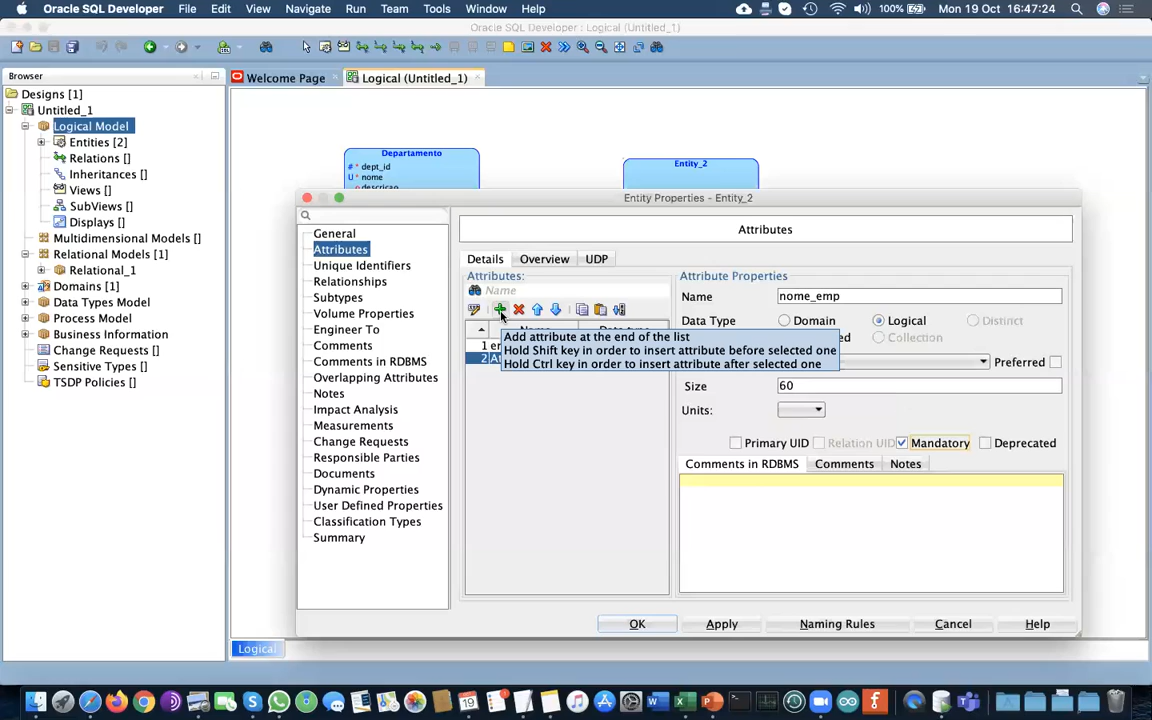 Oracle SQL Developer File Edit View Navigate Run Team Tools Window Help 100% Mon 19 Oct 16:47:24
Oracle SQL Developer : Logical (Untitled_1)
Browser
Welcome Page
Logical (Untitled_1)
Designs [1]
Untitled_1
Logical Model
Entities [2]
Relations []
Inheritances []
Views []
SubViews []
Displays []
Multidimensional Models []
Relational Models [1]
Relational_1
Domains [1]
Data Types Model
Process Model
Business Information
Change Requests []
Sensitive Types []
TSDP Policies []
Departamento
# * dept_id
U * nome
o descricao
Entity_2
Entity Properties - Entity_2
General
Attributes
Unique Identifiers
Relationships
Subtypes
Volume Properties
Engineer To
Comments
Comments in RDBMS
Overlapping Attributes
Notes
Impact Analysis
Measurements
Change Requests
Responsible Parties
Documents
Dynamic Properties
User Defined Properties
Classification Types
Summary
Attributes
Details Overview UDP
Attributes:
Name
1
2
Add attribute at the end of the list
Hold Shift key in order to insert attribute before selected one
Hold Ctrl key in order to insert attribute after selected one
Attribute Properties
Name nome_emp
Data Type Domain Logical Distinct
Collection
Preferred
Size 60
Units:
Primary UID Relation UID Mandatory Deprecated
Comments in RDBMS Comments Notes
OK Apply Naming Rules Cancel Help
Logical